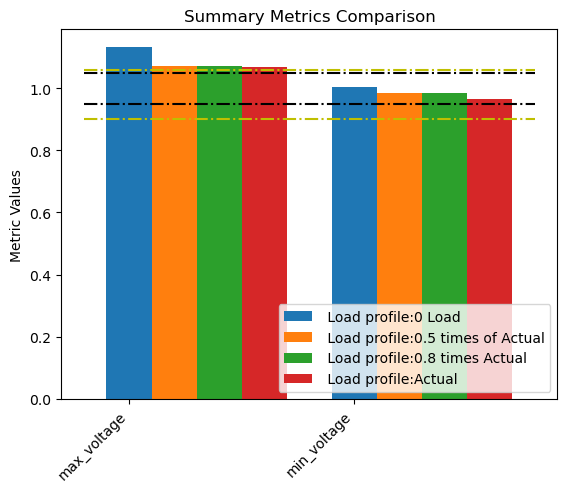 Summary Metrics Comparison
Metric Values
1.0
0.8
0.6
0.4
0.2
0.0
Load profile:0 Load
Load profile:0.5 times of Actual
Load profile:0.8 times Actual
Load profile:Actual
max_voltage
min_voltage